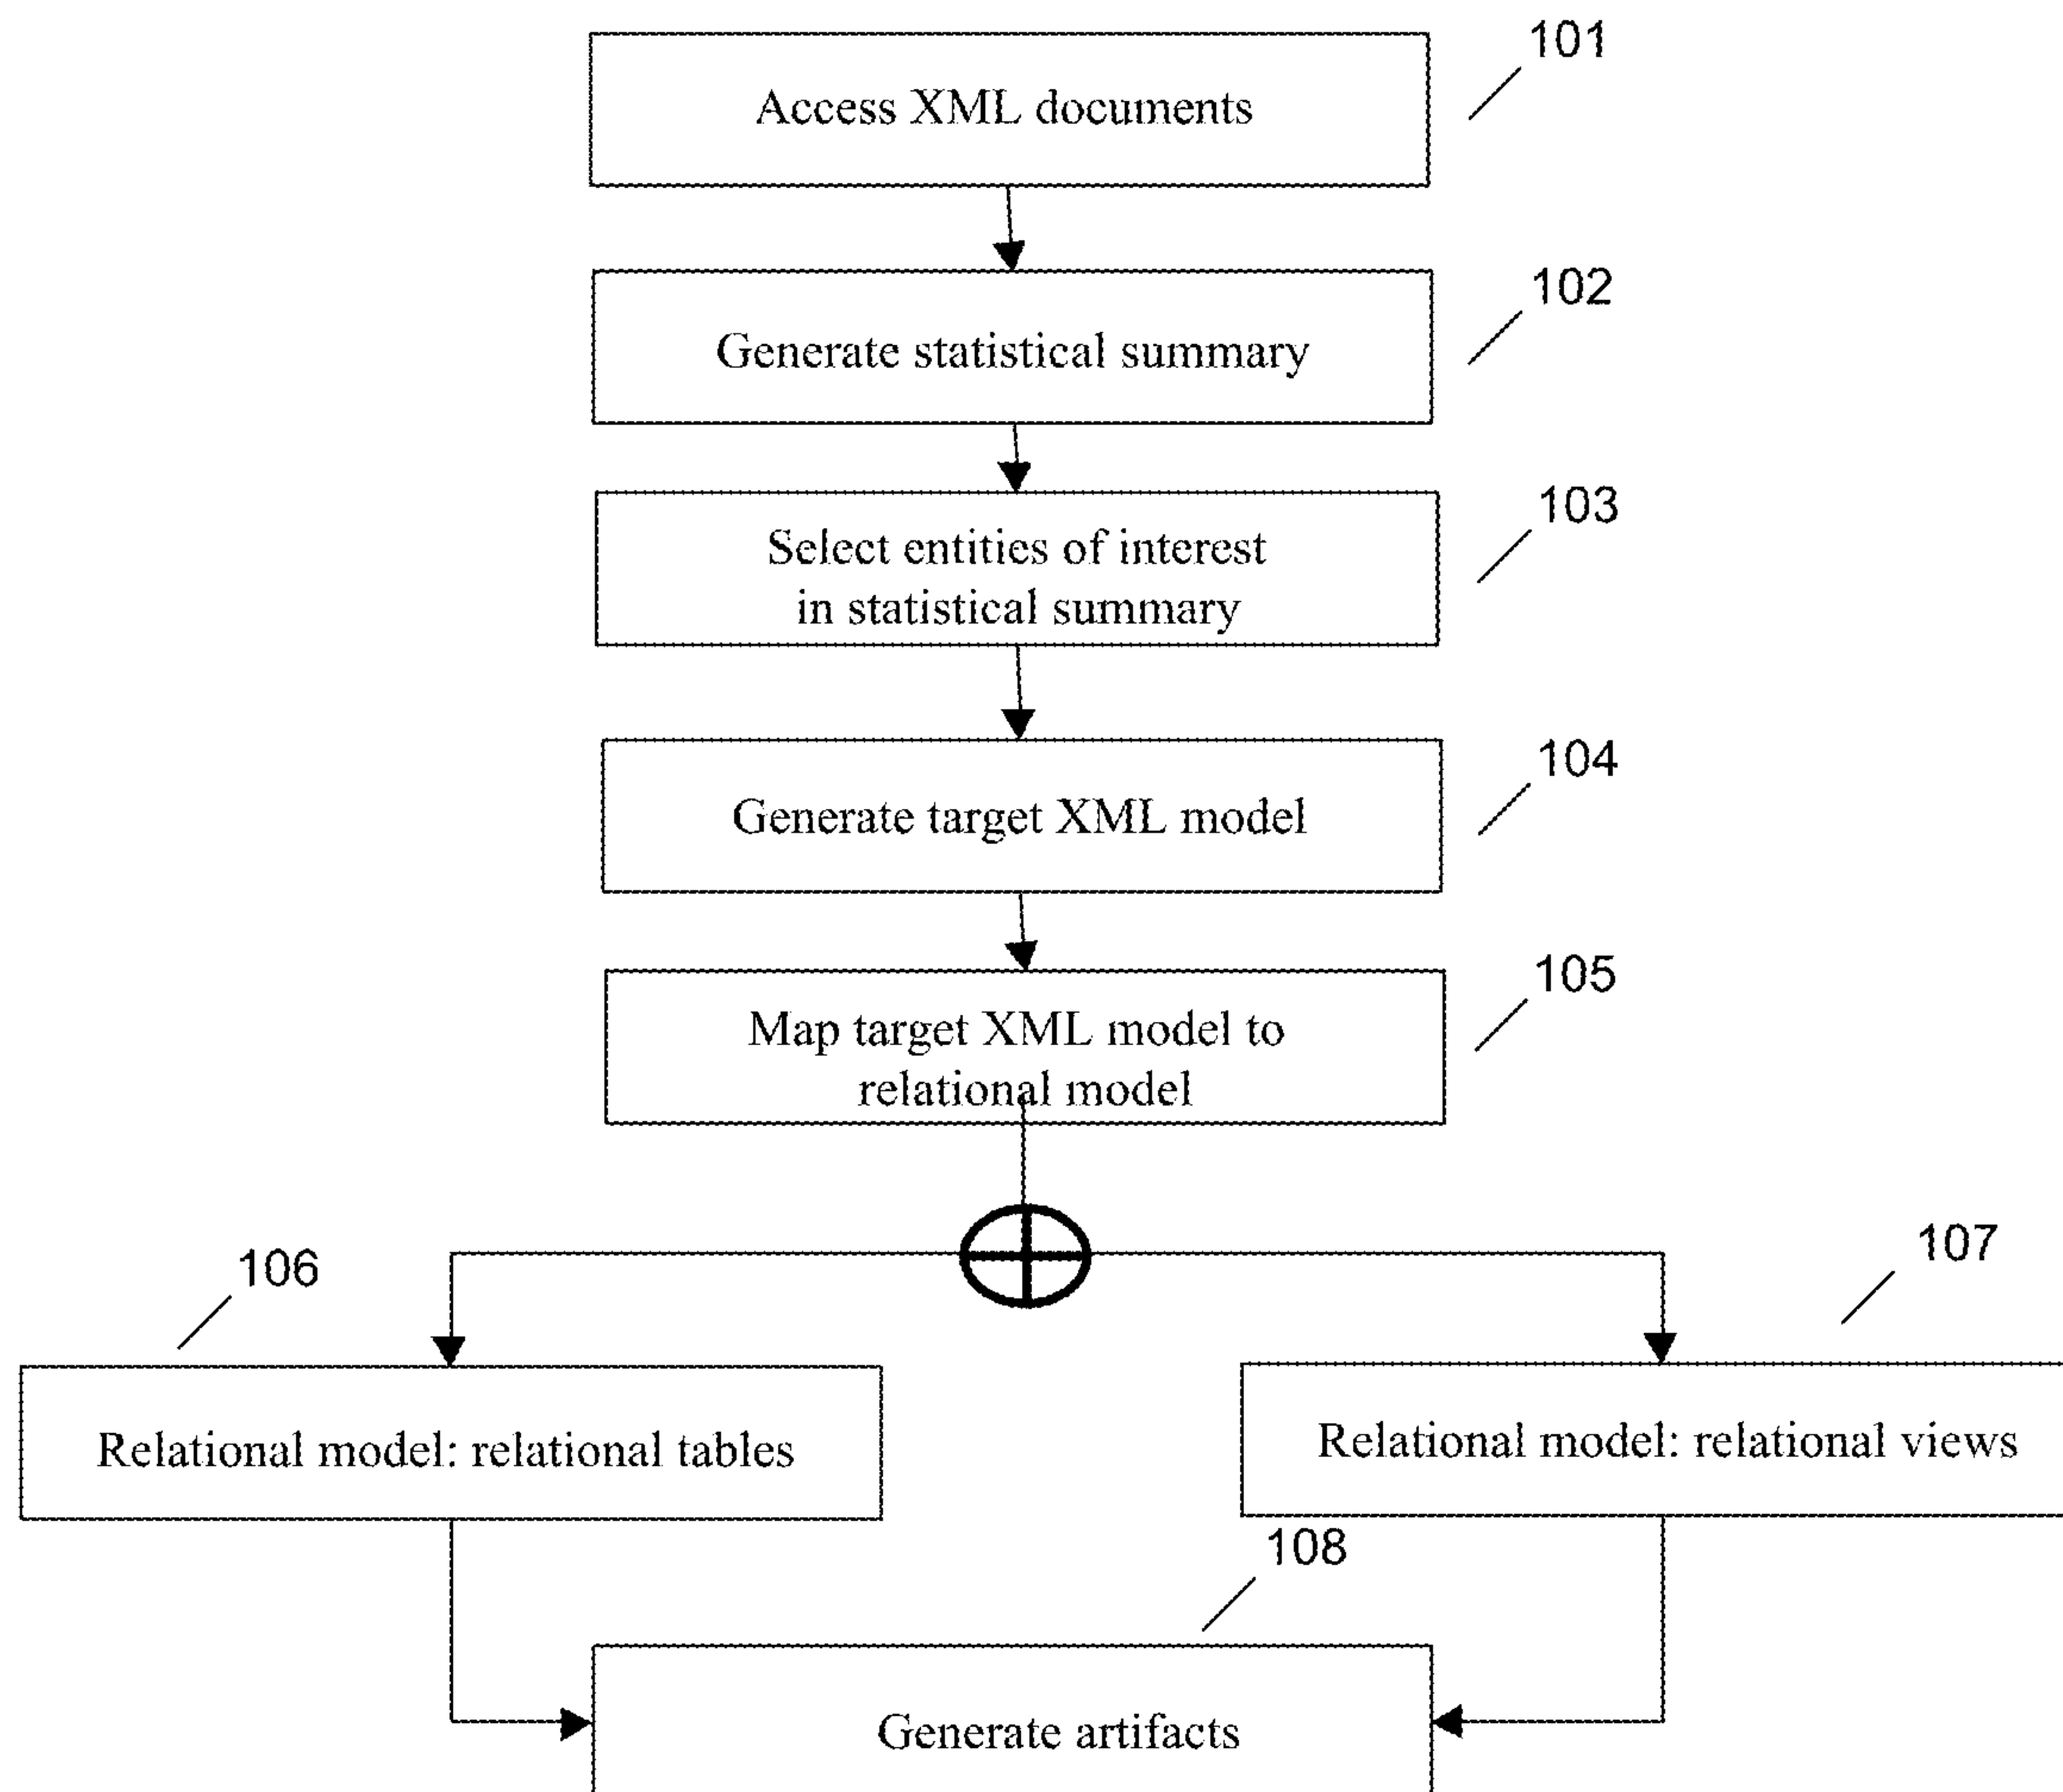 101
Access XML documents
102
Generate statistical summary
103
Select entities of interest
in statistical summary
104
Generate target XML model
105
Map target XML model to
relational model
106
107
Relational model: relational tables
Relational model: relational views
108
Generate artifacts